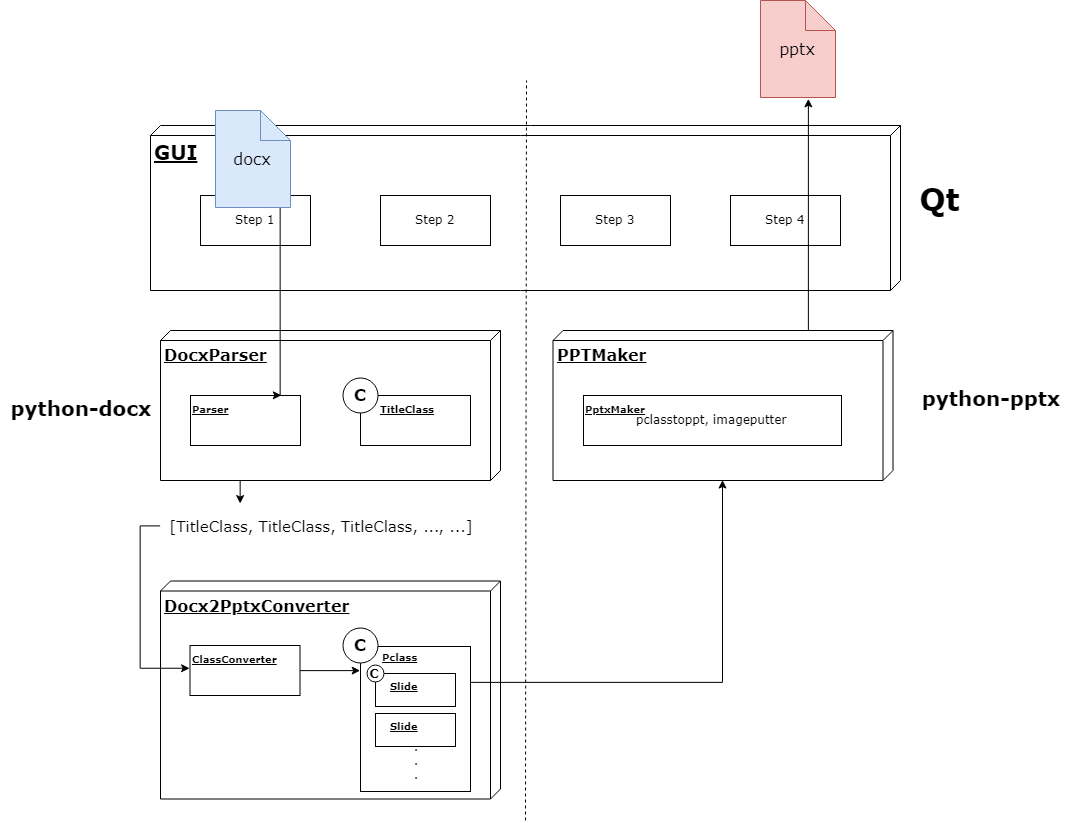 pptx
GUI
docx
Step 1
Step 2
Step 3
Step 4
Qt
DocxParser
Parser
C
TitleClass
python-docx
PPTMaker
PptxMaker
pclasstoppt, imageputter
python-pptx
[TitleClass, TitleClass, TitleClass, ..., ...]
Docx2PptxConverter
ClassConverter
C
Pclass
C
Slide
Slide
.
.
.